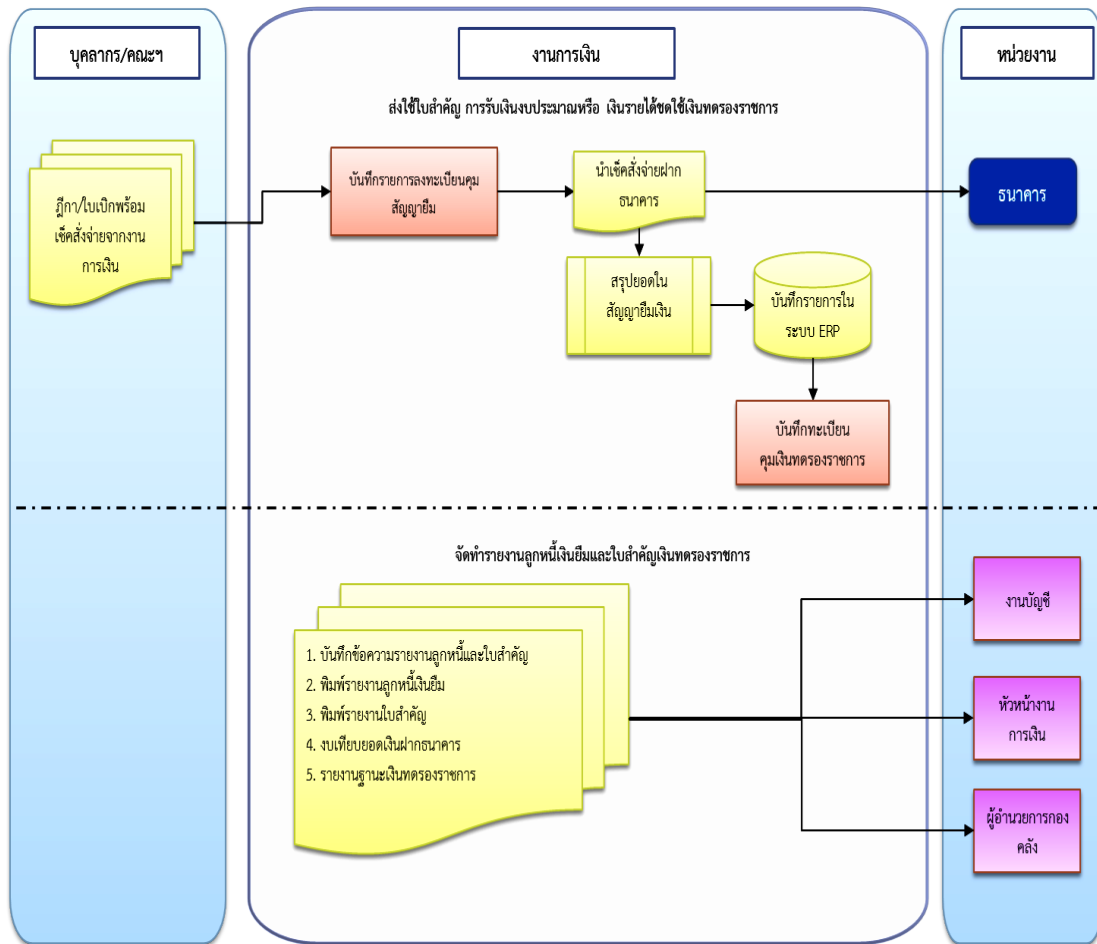 บุคลากร/คณะฯ
งานการเงิน
หน่วยงาน
ส่งใช้ใบสำคัญ การรับเงินงบประมาณหรือ เงินรายได้ชดใช้เงินทดรองราชการ
ฎีกา/ใบเบิกพร้อม
เช็คสั่งจ่ายจากงาน
การเงิน
บันทึกรายการลงทะเบียนคุม
สัญญายืม
นำเช็คสั่งจ่ายฝาก
ธนาคาร
ธนาคาร
สรุปยอดใน
สัญญายืมเงิน
บันทึกรายการใน
ระบบ ERP
บันทึกทะเบียน
คุมเงินทดรองราชการ
จัดทำรายงานลูกหนี้เงินยืมและใบสำคัญเงินทดรองราชการ
1. บันทึกข้อความรายงานลูกหนี้และใบสำคัญ
2. พิมพ์รายงานลูกหนี้เงินยืม
3. พิมพ์รายงานใบสำคัญ
4. งบเทียบยอดเงินฝากธนาคาร
5. รายงานฐานะเงินทดรองราชการ
งานบัญชี
หัวหน้างาน
การเงิน
ผู้อำนวยการกอง
คลัง